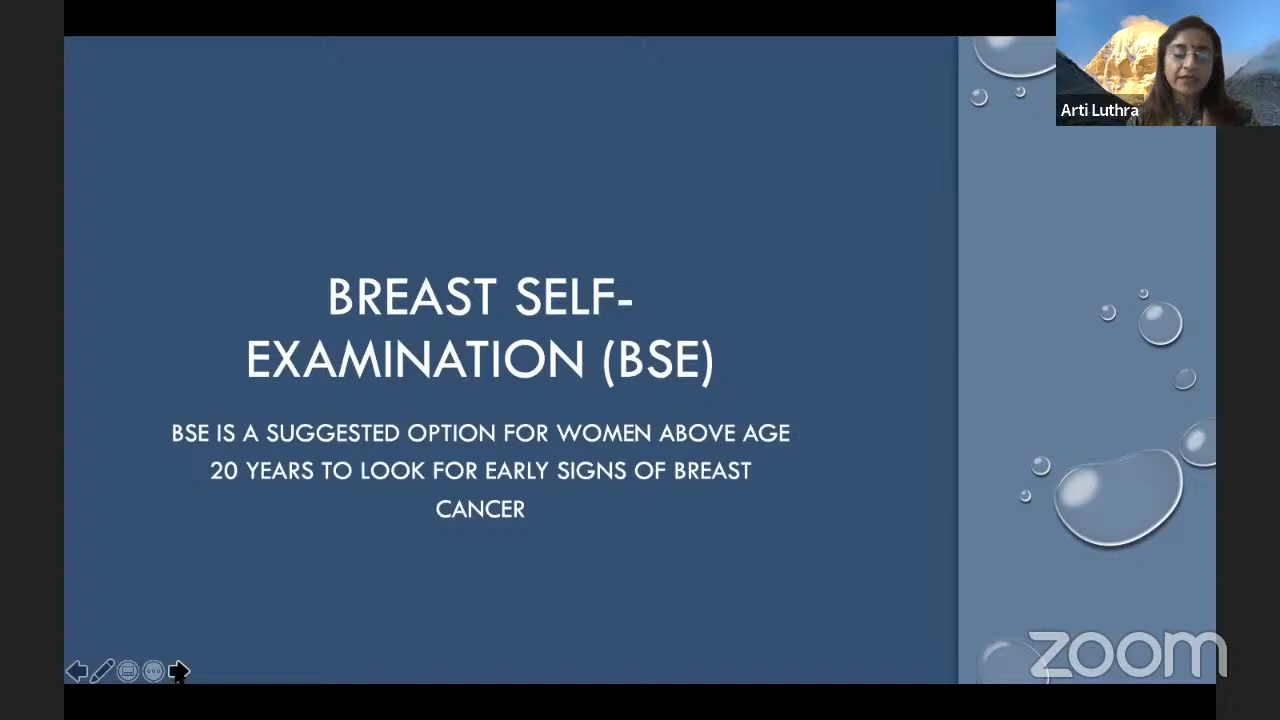 Arti Luthra
BREAST SELF-
EXAMINATION (BSE)
BSE IS A SUGGESTED OPTION FOR WOMEN ABOVE AGE
20 YEARS TO LOOK FOR EARLY SIGNS OF BREAST
CANCER
zoom